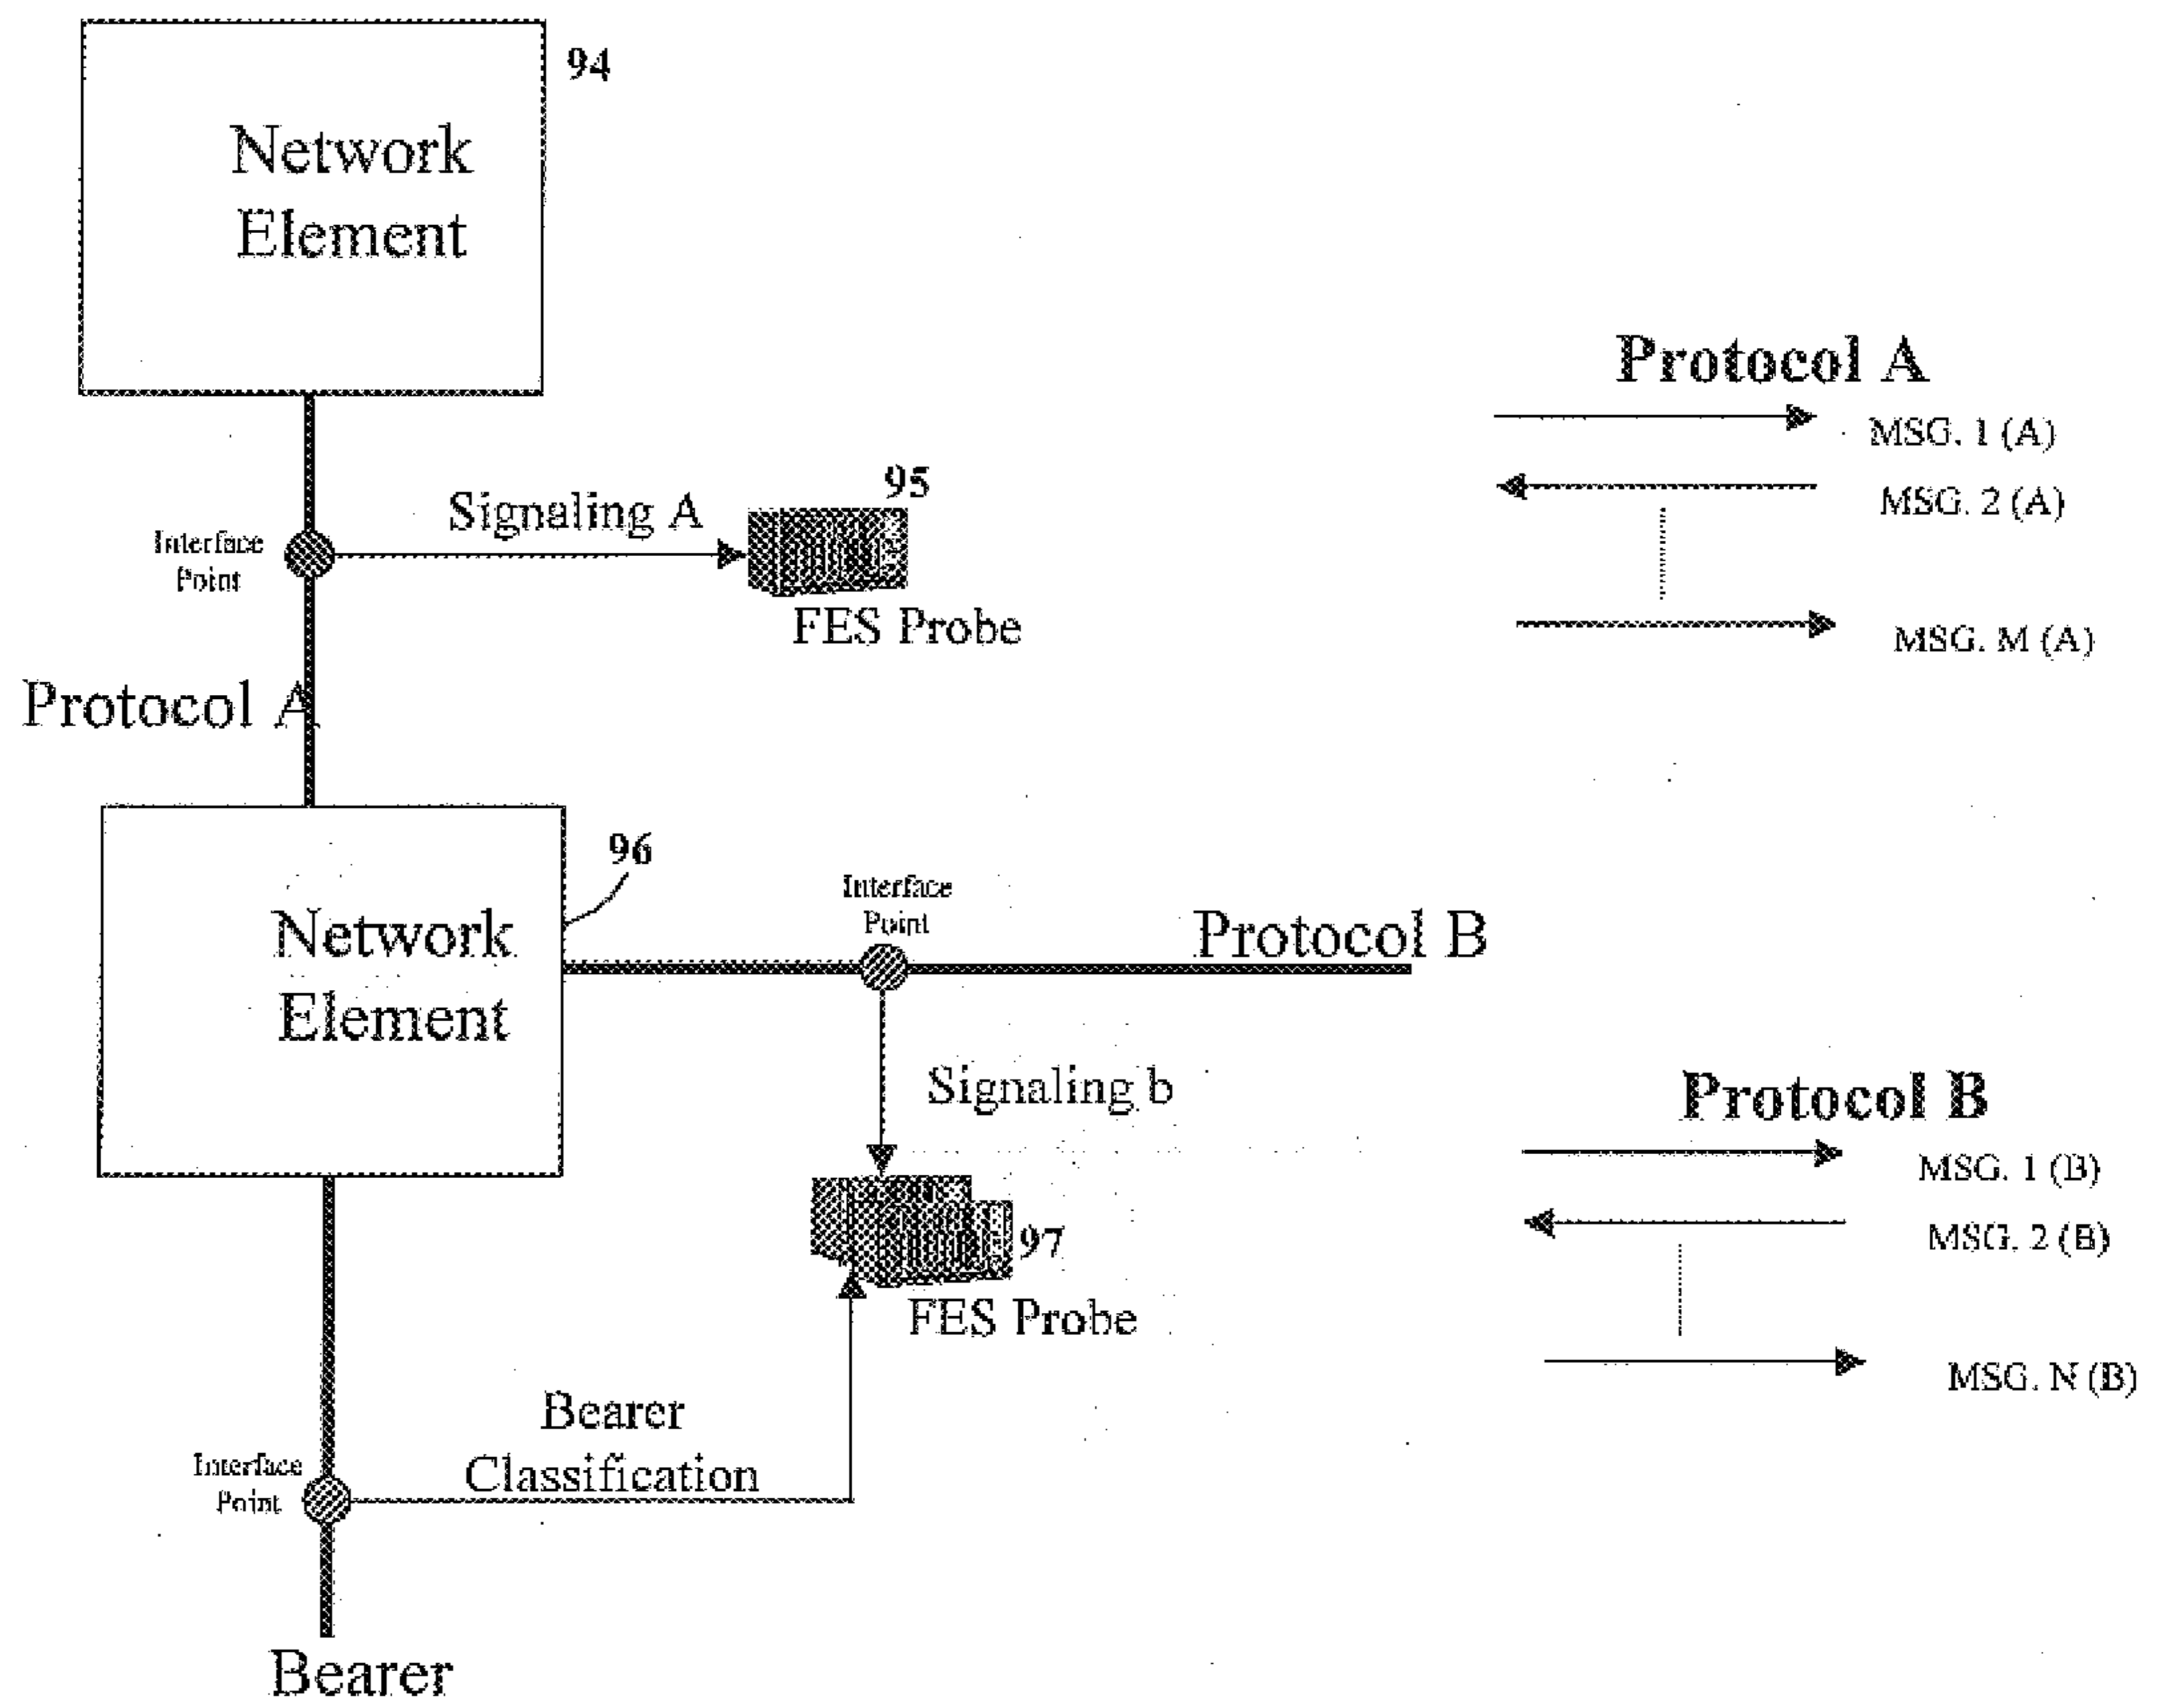 94
Network
Element
Protocol A
MSG. 1 (A)
MSG. 2 (A)
MSG. M (A)
95
Signaling A
Interface
Point
FES Probe
Protocol A
96
Network
Element
Interface
Point
Protocol B
Signaling b
Protocol B
MSG. 1 (B)
MSG. 2 (B)
MSG. N (B)
97
FES Probe
Bearer
Classification
Interface
Point
Bearer